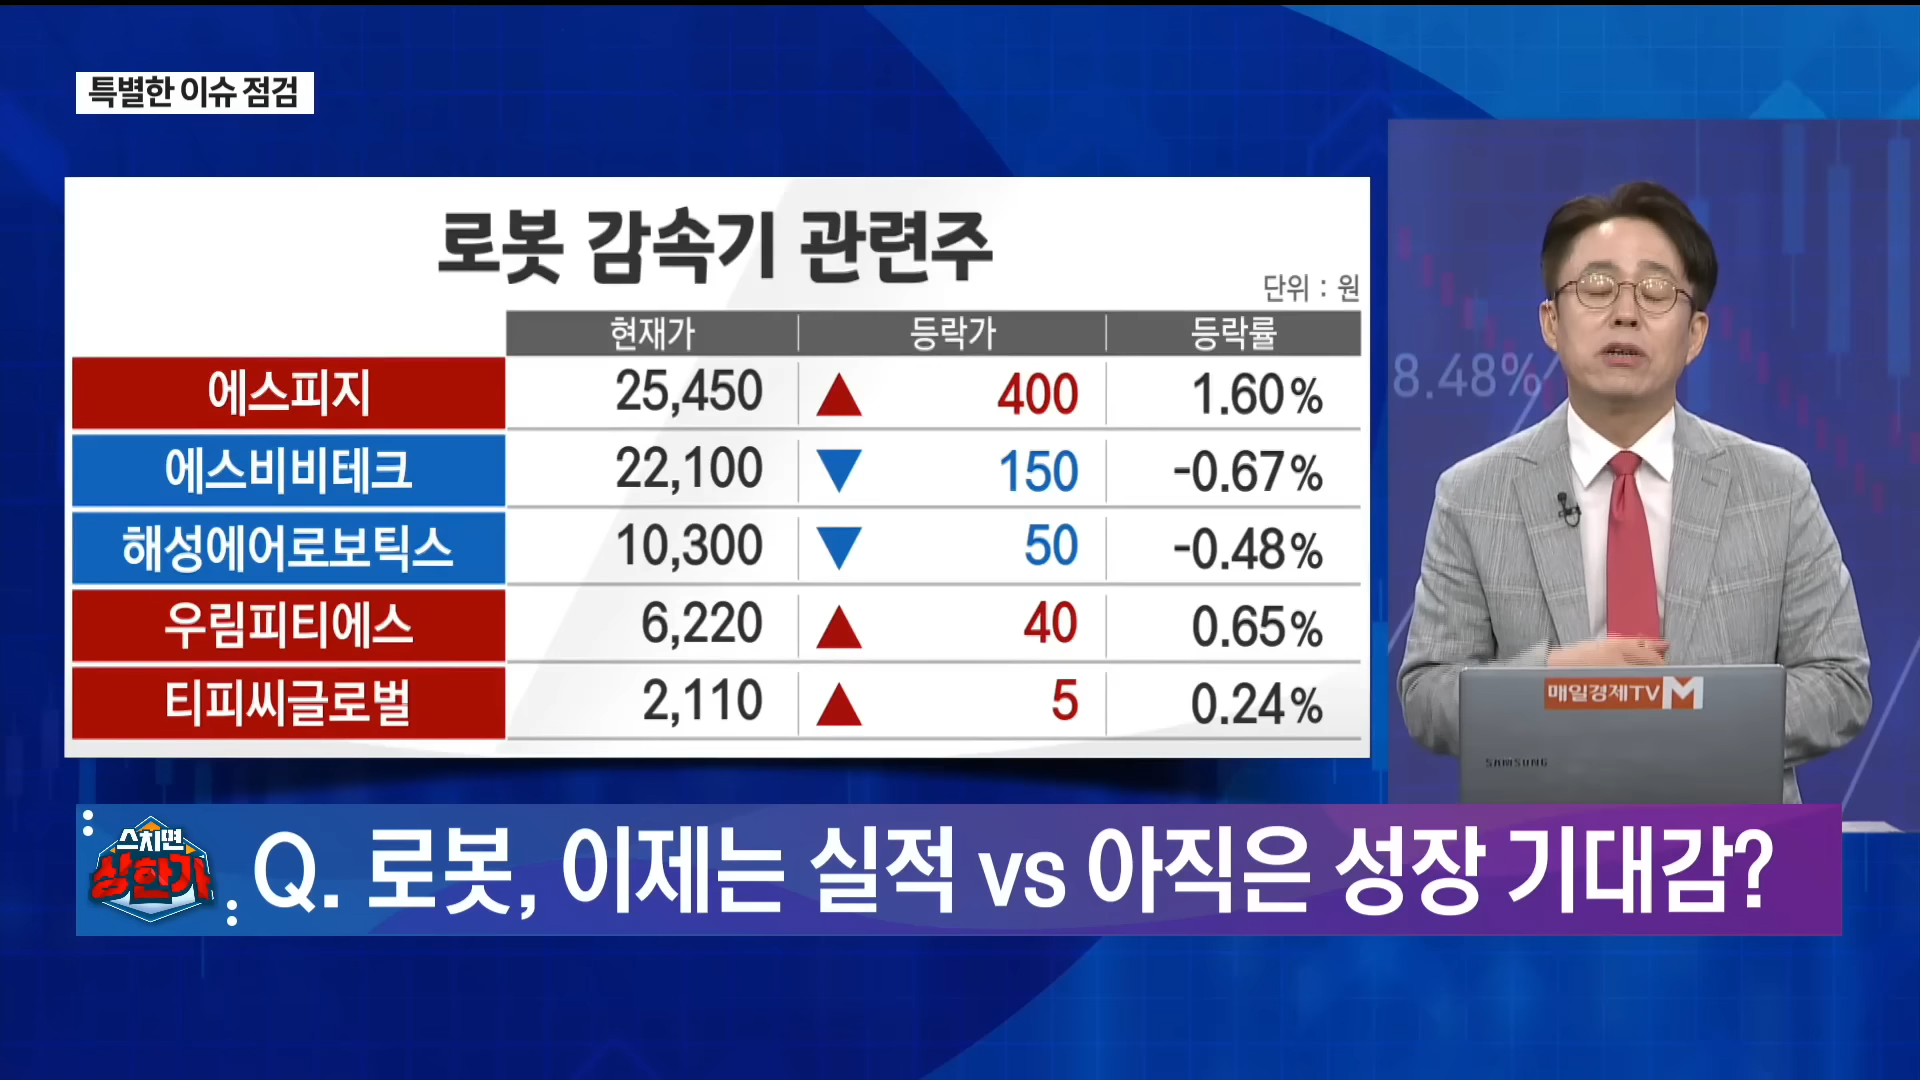 특별한 이슈 점검
로봇 감속기 관련주
단위 : 원
현재가 등락가 등락률
에스피지 25,450 ▲ 400 1.60%
에스비비테크 22,100 ▼ 150 -0.67%
해성에어로보틱스 10,300 ▼ 50 -0.48%
우림피티에스 6,220 ▲ 40 0.65%
티피씨글로벌 2,110 ▲ 5 0.24%
8.48%
매일경제TV M
SAMSUNG
스치면
상한가
Q. 로봇, 이제는 실적 vs 아직은 성장 기대감?